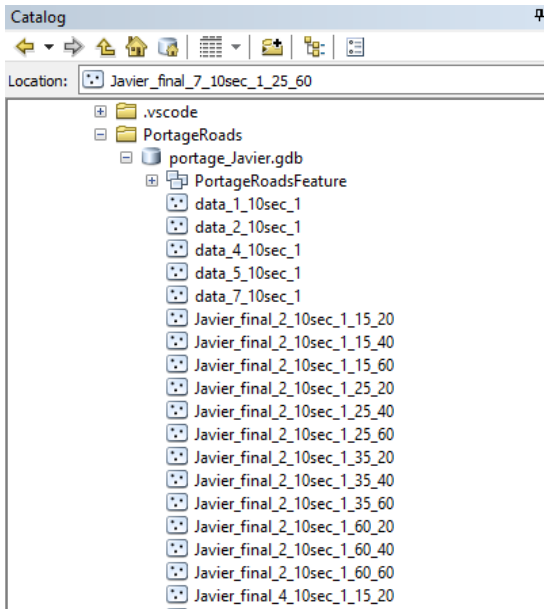 Catalog
Location: Javier_final_7_10sec_1_25_60
.vscode
PortageRoads
portage_Javier.gdb
PortageRoadsFeature
data_1_10sec_1
data_2_10sec_1
data_4_10sec_1
data_5_10sec_1
data_7_10sec_1
Javier_final_2_10sec_1_15_20
Javier_final_2_10sec_1_15_40
Javier_final_2_10sec_1_15_60
Javier_final_2_10sec_1_25_20
Javier_final_2_10sec_1_25_40
Javier_final_2_10sec_1_25_60
Javier_final_2_10sec_1_35_20
Javier_final_2_10sec_1_35_40
Javier_final_2_10sec_1_35_60
Javier_final_2_10sec_1_60_20
Javier_final_2_10sec_1_60_40
Javier_final_2_10sec_1_60_60
Javier_final_4_10sec_1_15_20